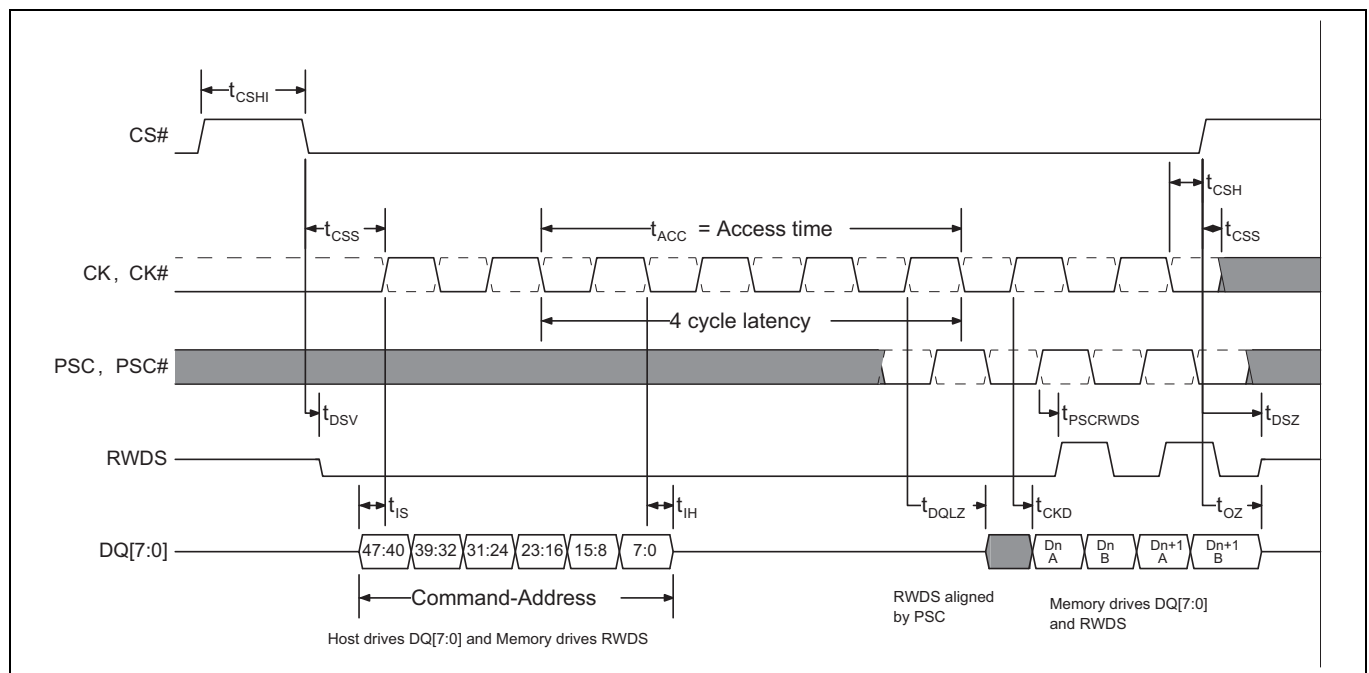 tCSHI
CS#
tCSH
tCSS
tACC = Access time
tCSS
CK, CK#
4 cycle latency
PSC, PSC#
tDSV
tPSCRWDS
tDSZ
RWDS
tIS
tIH
tDQLZ
tCKD
tOZ
DQ[7:0]
47:40 39:32 31:24 23:16 15:8 7:0
Dn A
Dn B
Dn+1 A
Dn+1 B
Command-Address
RWDS aligned
by PSC
Memory drives DQ[7:0]
and RWDS
Host drives DQ[7:0] and Memory drives RWDS